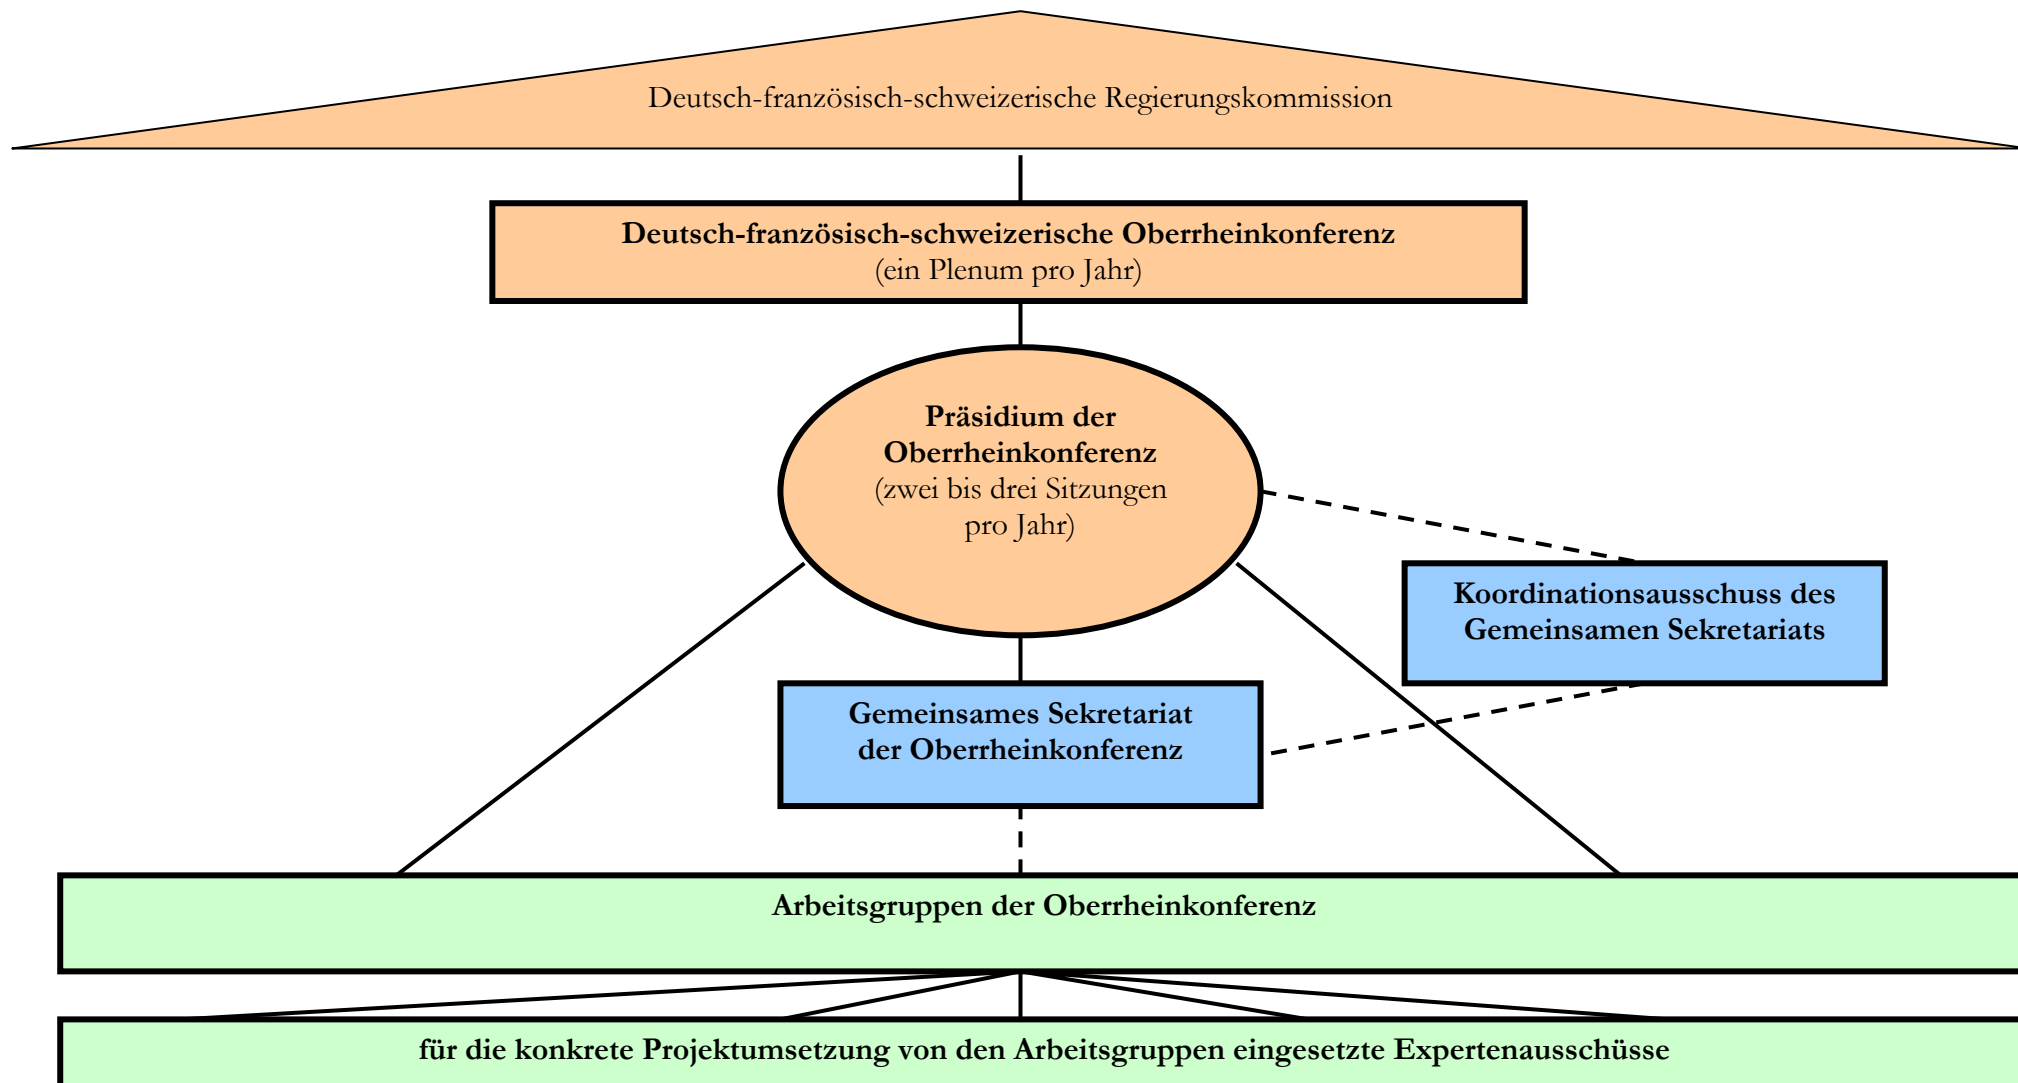 Deutsch-französisch-schweizerische Regierungskommission
Deutsch-französisch-schweizerische Oberrheinkonferenz
(ein Plenum pro Jahr)
Präsidium der
Oberrheinkonferenz
(zwei bis drei Sitzungen
pro Jahr)
Koordinationsausschuss des
Gemeinsamen Sekretariats
Gemeinsames Sekretariat
der Oberrheinkonferenz
Arbeitsgruppen der Oberrheinkonferenz
für die konkrete Projektumsetzung von den Arbeitsgruppen eingesetzte Expertenausschüsse